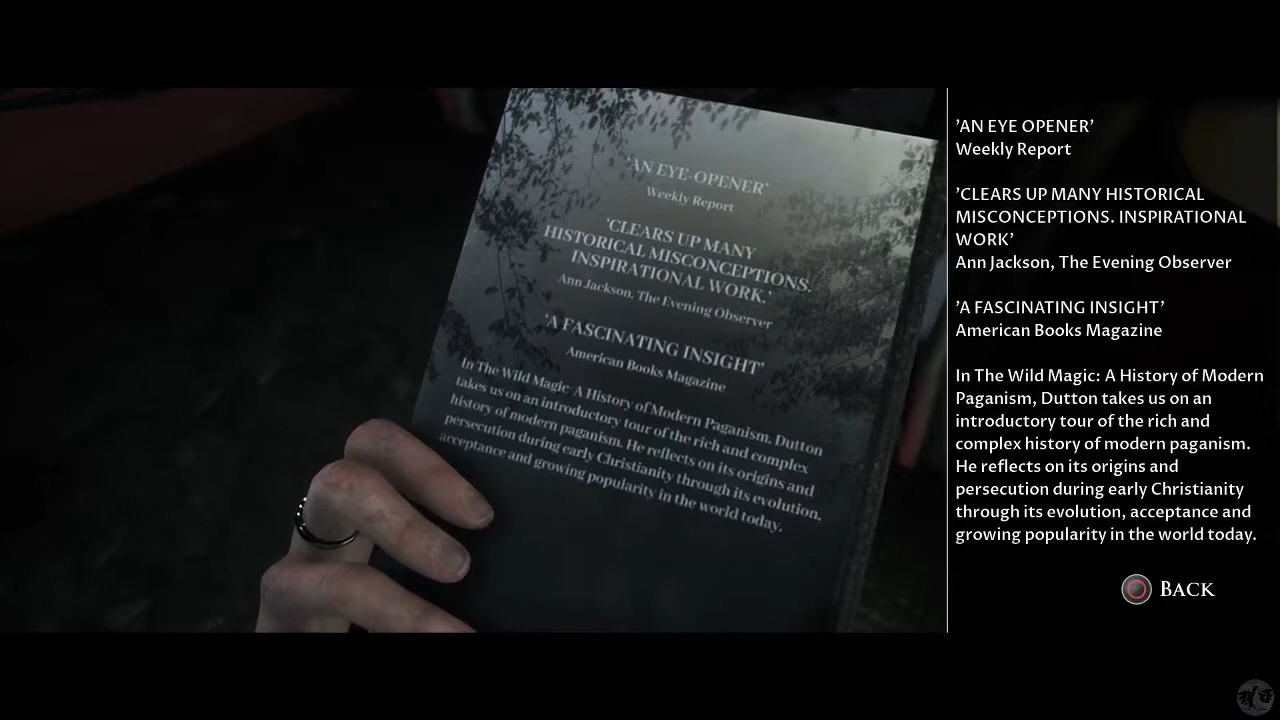 'AN EYE-OPENER'
Weekly Report
'CLEARS UP MANY
HISTORICAL MISCONCEPTIONS.
INSPIRATIONAL WORK.'
Ann Jackson, The Evening Observer
'A FASCINATING INSIGHT'
American Books Magazine
In The Wild Magic: A History of Modern Paganism, Dutton
takes us on an introductory tour of the rich and complex
history of modern paganism. He reflects on its origins and
persecution during early Christianity through its evolution,
acceptance and growing popularity in the world today.
'AN EYE OPENER'
Weekly Report
'CLEARS UP MANY HISTORICAL
MISCONCEPTIONS. INSPIRATIONAL
WORK'
Ann Jackson, The Evening Observer
'A FASCINATING INSIGHT'
American Books Magazine
In The Wild Magic: A History of Modern
Paganism, Dutton takes us on an
introductory tour of the rich and
complex history of modern paganism.
He reflects on its origins and
persecution during early Christianity
through its evolution, acceptance and
growing popularity in the world today.
BACK